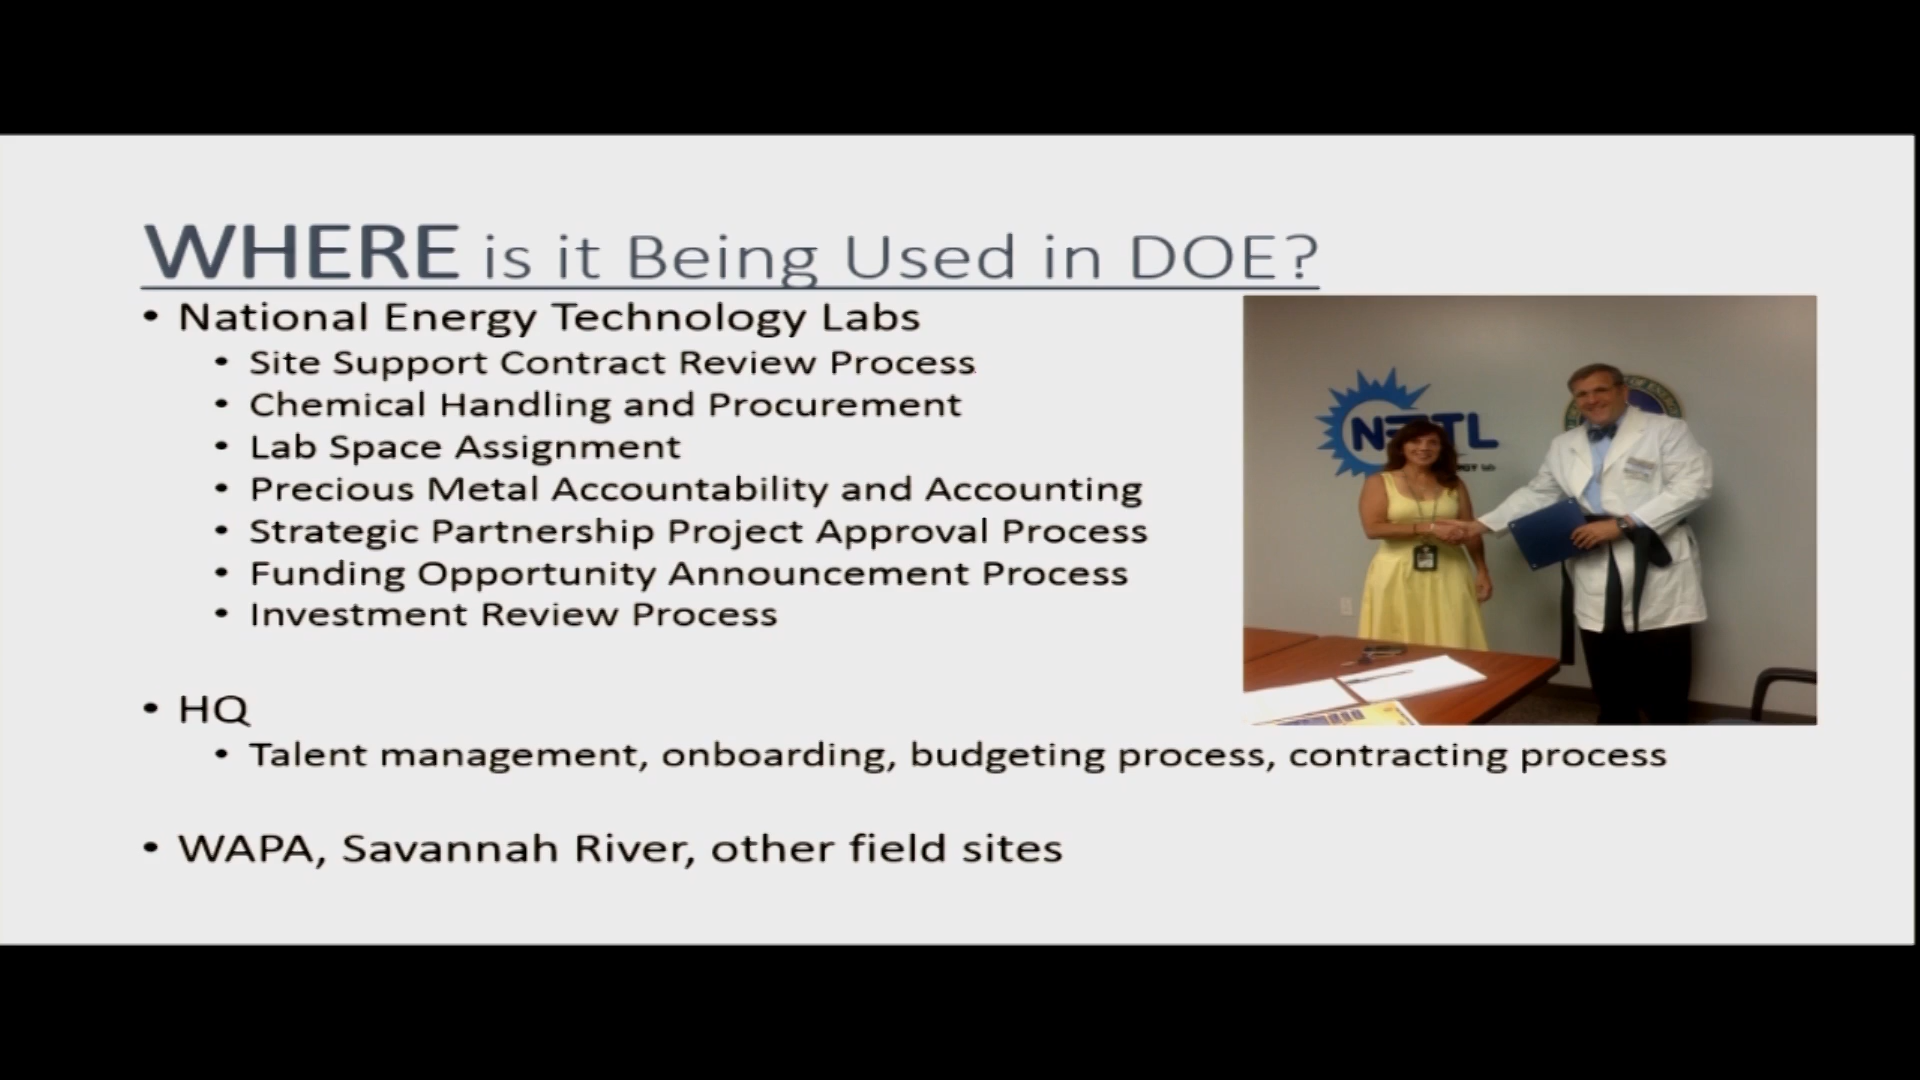 WHERE is it Being Used in DOE?
• National Energy Technology Labs
• Site Support Contract Review Process
• Chemical Handling and Procurement
• Lab Space Assignment
• Precious Metal Accountability and Accounting
• Strategic Partnership Project Approval Process
• Funding Opportunity Announcement Process
• Investment Review Process
• HQ
• Talent management, onboarding, budgeting process, contracting process
• WAPA, Savannah River, other field sites
OF ENERGY